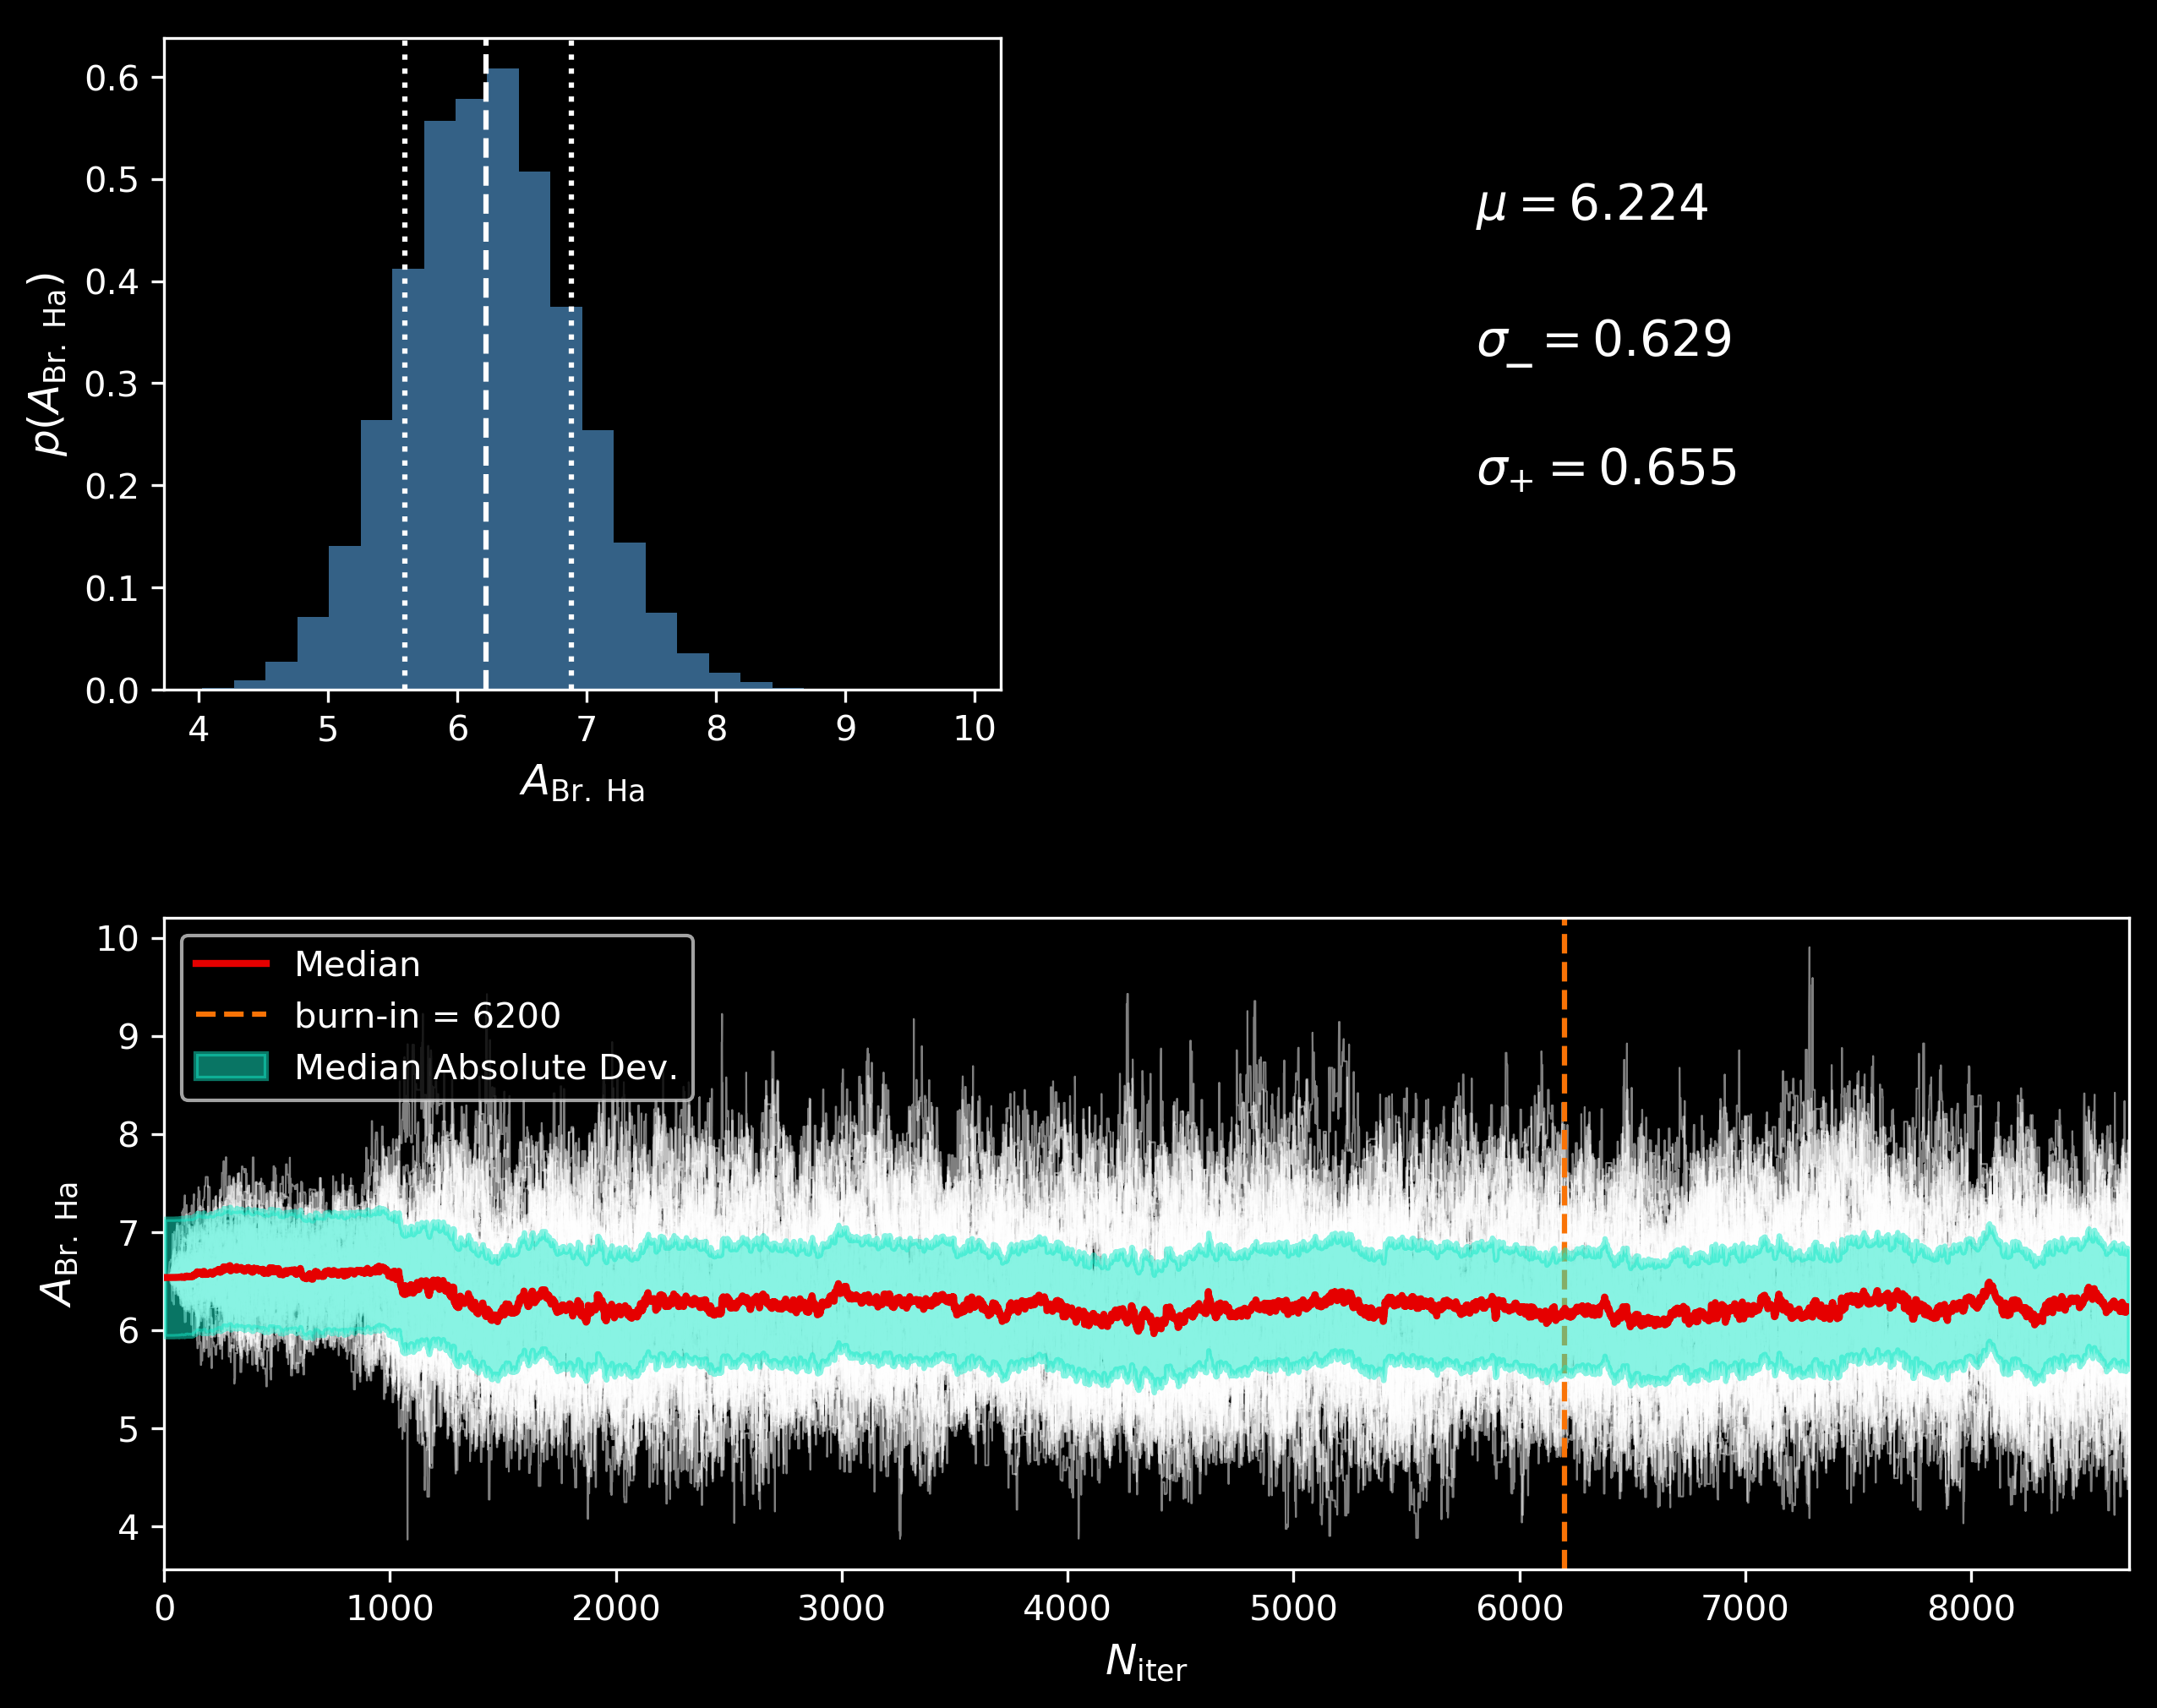 0.6
0.5
0.4
0.3
0.2
0.1
0.0
p(A_Br. Ha)
4 5 6 7 8 9 10
A_Br. Ha
μ = 6.224
σ_− = 0.629
σ_+ = 0.655
10
9
8
7
6
5
4
A_Br. Ha
Median
burn-in = 6200
Median Absolute Dev.
0 1000 2000 3000 4000 5000 6000 7000 8000
N_iter